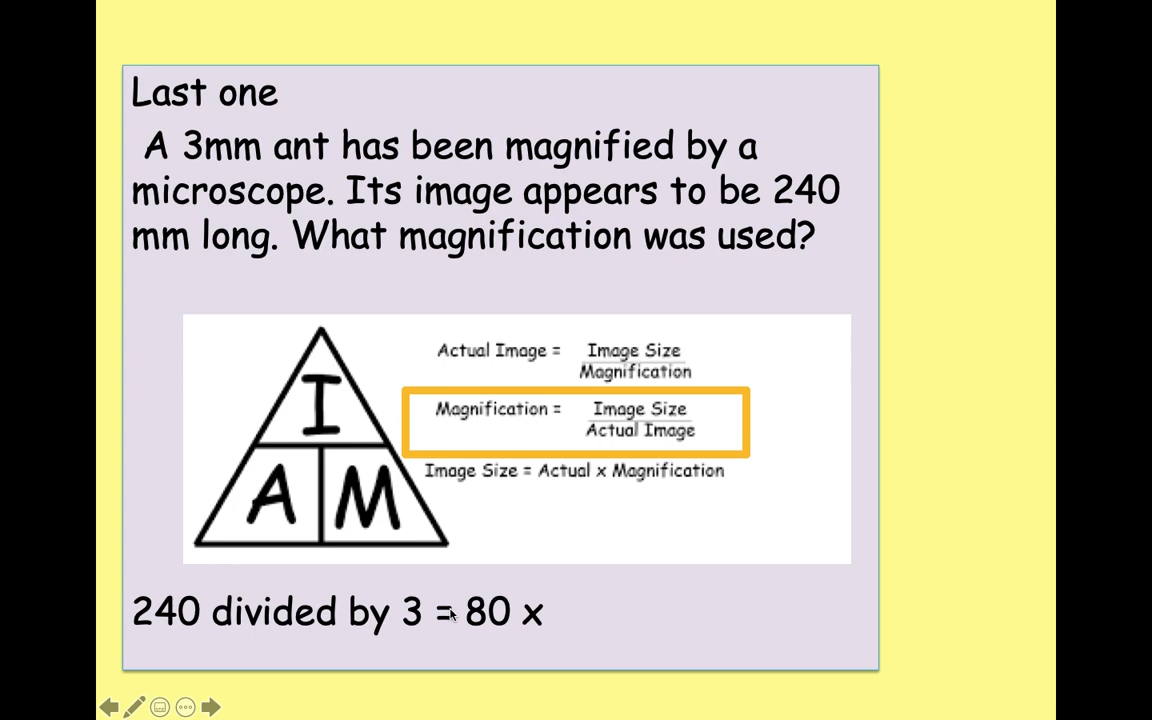 Last one
A 3mm ant has been magnified by a
microscope. Its image appears to be 240
mm long. What magnification was used?
I
A M
Actual Image = Image Size
Magnification
Magnification = Image Size
Actual Image
Image Size = Actual x Magnification
240 divided by 3 = 80 x